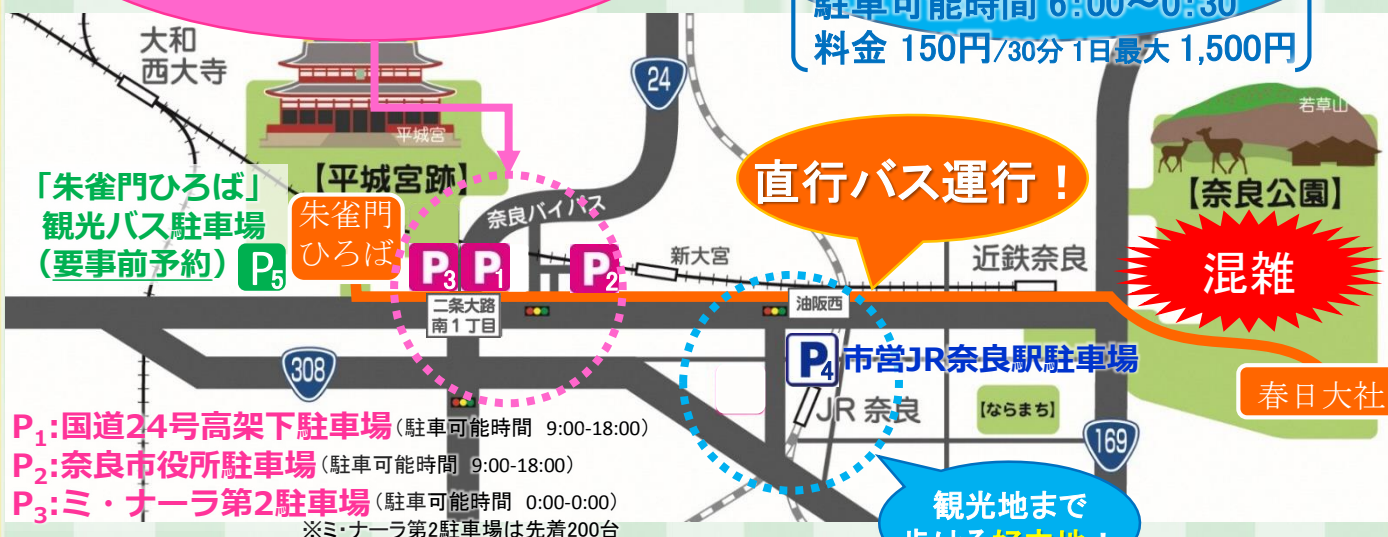 駐車可能時間 6:00~0:30
料金 150円/30分 1日最大 1,500円
大和
西大寺
24
若草山
平城宮
【平城宮跡】
直行バス運行！
【奈良公園】
「朱雀門ひろば」
観光バス駐車場
(要事前予約) P5
朱雀門
ひろば
奈良バイパス
P3 P1 P2
新大宮
近鉄奈良
混雑
二条大路
南1丁目
油阪西
308
P4 市営JR奈良駅駐車場
JR 奈良
【ならまち】
春日大社
169
P1:国道24号高架下駐車場(駐車可能時間 9:00-18:00)
P2:奈良市役所駐車場(駐車可能時間 9:00-18:00)
P3:ミ・ナーラ第2駐車場(駐車可能時間 0:00-0:00)
※ミ・ナーラ第2駐車場は先着200台
観光地まで
歩ける好立地！